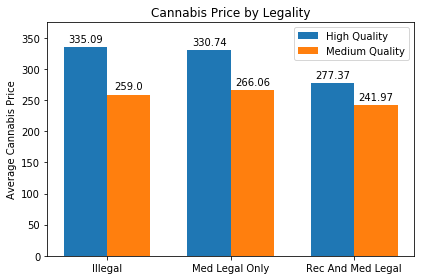 Cannabis Price by Legality
High Quality
Medium Quality
Average Cannabis Price
350
300
250
200
150
100
50
0
335.09
259.0
330.74
266.06
277.37
241.97
Illegal
Med Legal Only
Rec And Med Legal